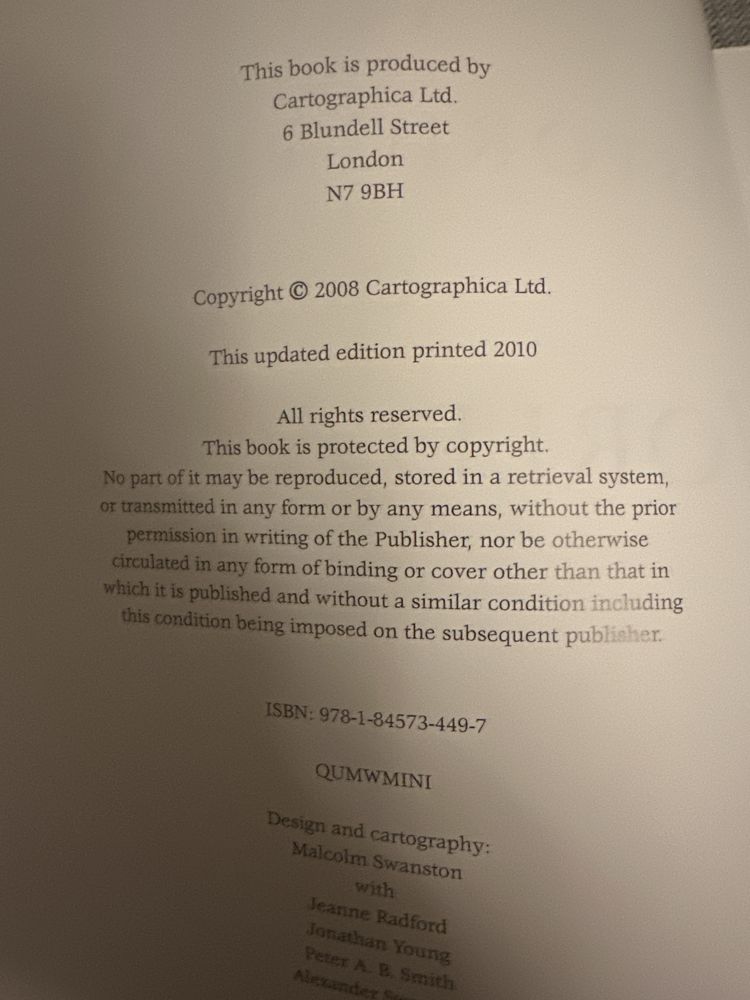 This book is produced by
Cartographica Ltd.
6 Blundell Street
London
N7 9BH
Copyright © 2008 Cartographica Ltd.
This updated edition printed 2010
All rights reserved.
This book is protected by copyright.
No part of it may be reproduced, stored in a retrieval system,
or transmitted in any form or by any means, without the prior
permission in writing of the Publisher, nor be otherwise
circulated in any form of binding or cover other than that in
which it is published and without a similar condition including
this condition being imposed on the subsequent publisher.
ISBN: 978-1-84573-449-7
QUMWMINI
Design and cartography:
Malcolm Swanston
with
Jeanne Radford
Jonathan Young
Peter A. B. Smith
Alexander